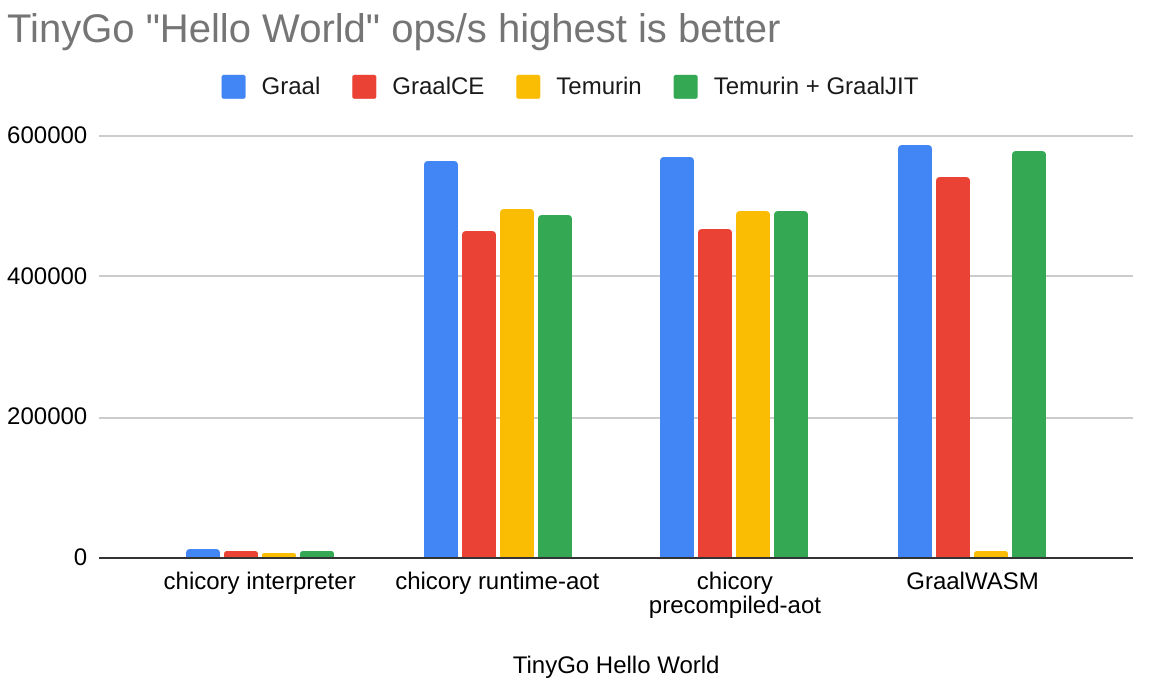 TinyGo "Hello World" ops/s highest is better
Graal GraalCE Temurin Temurin + GraalJIT
600000
400000
200000
0
chicory interpreter chicory runtime-aot chicory precompiled-aot GraalWASM
TinyGo Hello World